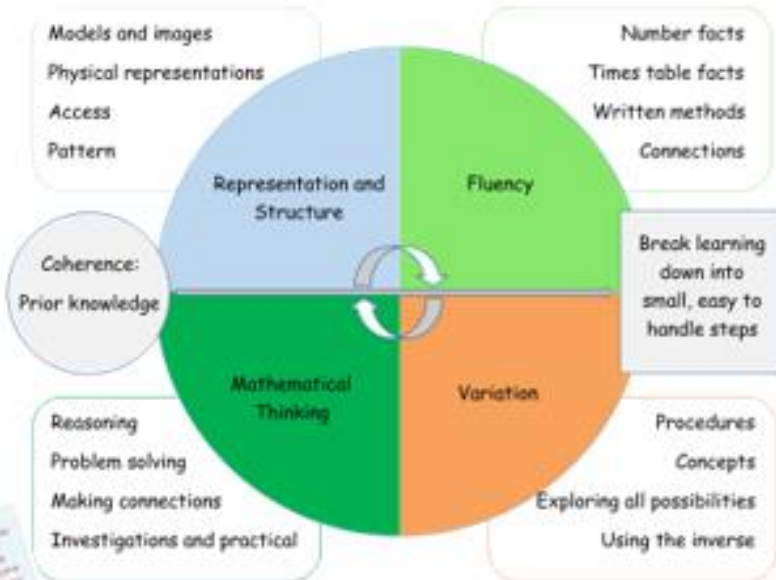 Models and images
Physical representations
Access
Pattern
Number facts
Times table facts
Written methods
Connections
Representation and
Structure
Fluency
Coherence:
Prior knowledge
Break learning
down into
small, easy to
handle steps
Mathematical
Thinking
Variation
Reasoning
Problem solving
Making connections
Investigations and practical
Procedures
Concepts
Exploring all possibilities
Using the inverse